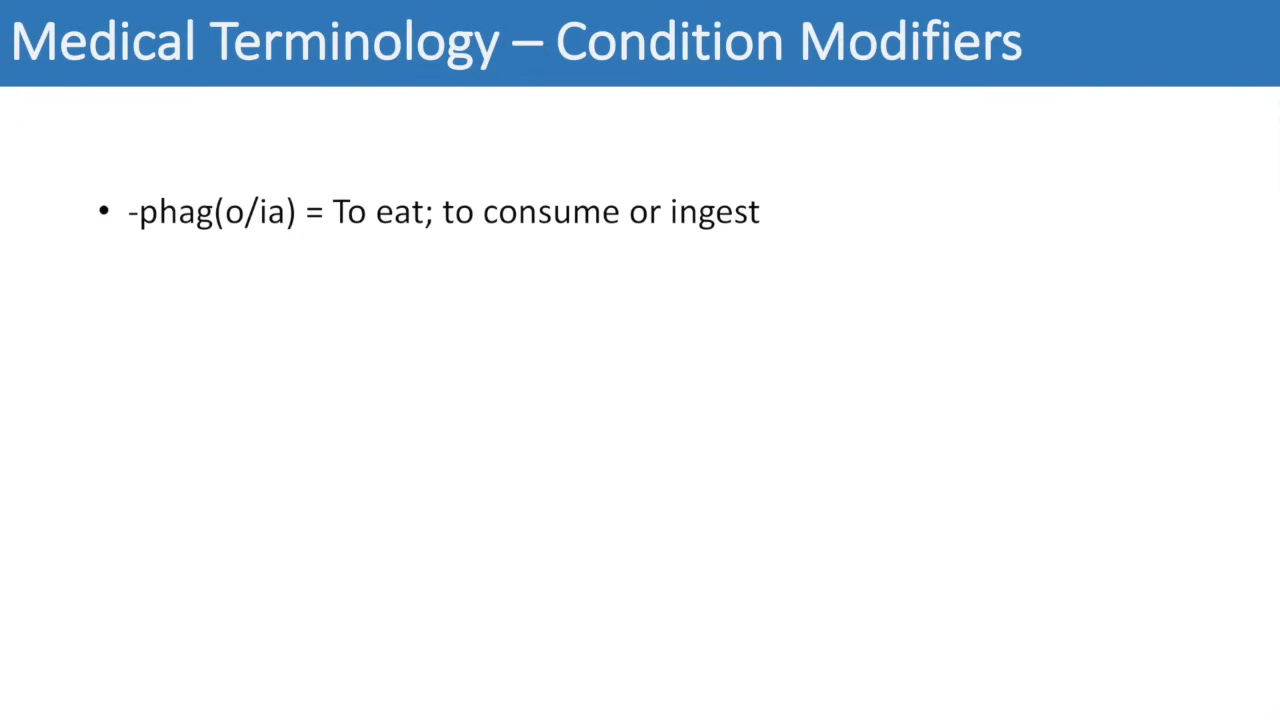 Medical Terminology – Condition Modifiers
• -phag(o/ia) = To eat; to consume or ingest